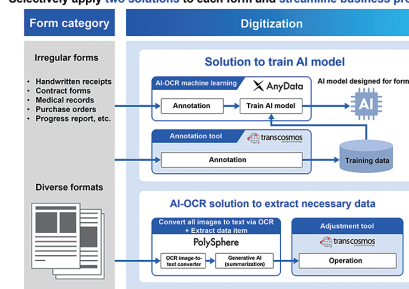 Selectively apply two solutions to each form and streamline business pro
Form category
Digitization
Irregular forms
• Handwritten receipts
• Contract forms
• Medical records
• Purchase orders
• Progress report, etc.
Diverse formats
Solution to train AI model
AI-OCR machine learning
AnyData
Annotation
Train AI model
AI model designed for form
AI
Annotation tool
transcosmos
Annotation
Training data
AI-OCR solution to extract necessary data
Convert all images to text via OCR
+ Extract data item
PolySphere
OCR image-to-
text converter
Generative AI
(summarization)
Adjustment tool
transcosmos
Operation